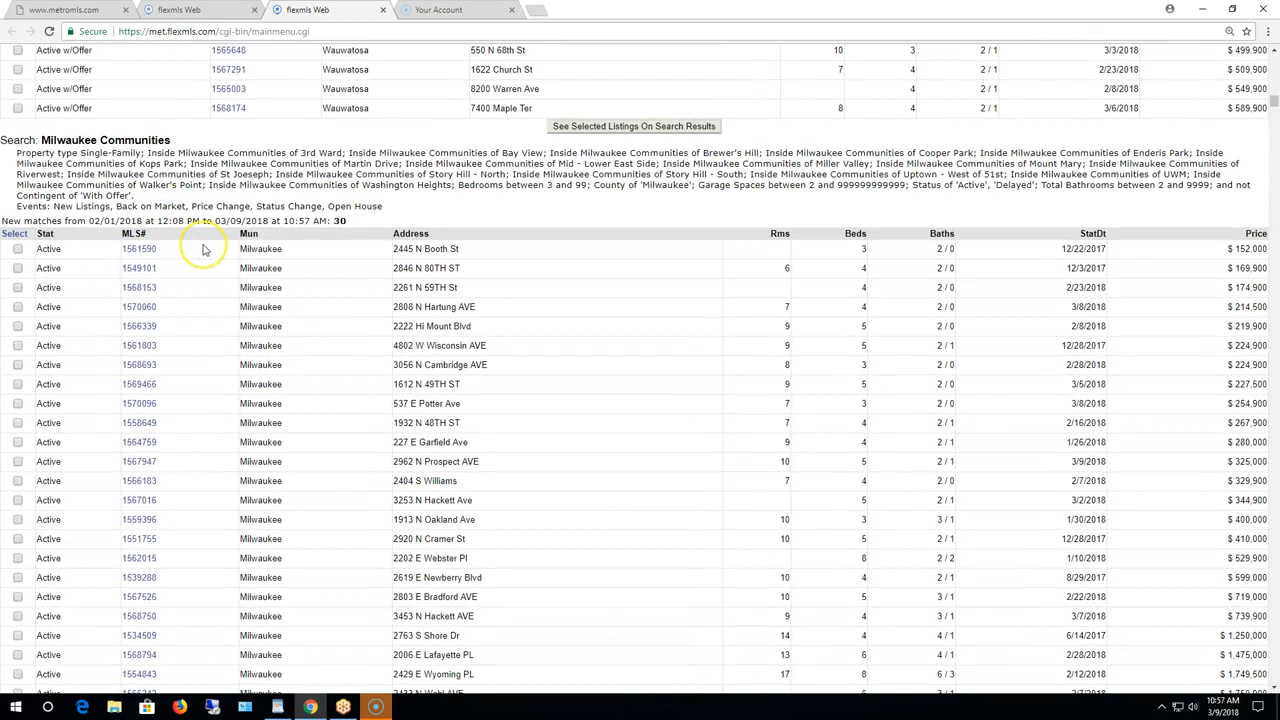 www.metromls.com
flexmls Web
flexmls Web
Your Account
Secure https://met.flexmls.com/cgi-bin/mainmenu.cgi
Active w/Offer 1565648 Wauwatosa 550 N 68th St 10 3 2 / 1 3/3/2018 $ 499,900
Active w/Offer 1567291 Wauwatosa 1622 Church St 7 4 2 / 1 2/23/2018 $ 509,900
Active w/Offer 1565003 Wauwatosa 8200 Warren Ave 4 2 / 1 2/8/2018 $ 549,900
Active w/Offer 1568174 Wauwatosa 7400 Maple Ter 8 4 2 / 1 3/6/2018 $ 589,900
See Selected Listings On Search Results
Search: Milwaukee Communities
Property type Single-Family; Inside Milwaukee Communities of 3rd Ward; Inside Milwaukee Communities of Bay View; Inside Milwaukee Communities of Brewer's Hill; Inside Milwaukee Communities of Cooper Park; Inside Milwaukee Communities of Enderis Park; Inside
Milwaukee Communities of Kops Park; Inside Milwaukee Communities of Martin Drive; Inside Milwaukee Communities of Mid - Lower East Side; Inside Milwaukee Communities of Miller Valley; Inside Milwaukee Communities of Mount Mary; Inside Milwaukee Communities of
Riverwest; Inside Milwaukee Communities of St Joeseph; Inside Milwaukee Communities of Story Hill - North; Inside Milwaukee Communities of Story Hill - South; Inside Milwaukee Communities of Uptown - West of 51st; Inside Milwaukee Communities of UWM; Inside
Milwaukee Communities of Walker's Point; Inside Milwaukee Communities of Washington Heights; Bedrooms between 3 and 99; County of 'Milwaukee'; Garage Spaces between 2 and 999999999999; Status of 'Active', 'Delayed'; Total Bathrooms between 2 and 9999; and not
Contingent of 'With Offer'.
Events: New Listings, Back on Market, Price Change, Status Change, Open House
New matches from 02/01/2018 at 12:08 PM to 03/09/2018 at 10:57 AM: 30
Select Stat MLS# Mun Address Rms Beds Baths StatDt Price
Active 1561590 Milwaukee 2445 N Booth St 3 2 / 0 12/22/2017 $ 152,000
Active 1549101 Milwaukee 2846 N 80TH ST 6 4 2 / 0 12/3/2017 $ 169,900
Active 1568153 Milwaukee 2261 N 59TH St 4 2 / 0 2/23/2018 $ 174,900
Active 1570060 Milwaukee 2808 N Hartung AVE 7 4 2 / 0 3/8/2018 $ 214,500
Active 1566339 Milwaukee 2222 Hi Mount Blvd 9 5 2 / 0 2/8/2018 $ 219,900
Active 1561803 Milwaukee 4802 W Wisconsin AVE 9 5 2 / 1 12/28/2017 $ 224,900
Active 1568693 Milwaukee 3056 N Cambridge AVE 8 3 2 / 0 2/28/2018 $ 224,900
Active 1569466 Milwaukee 1612 N 49TH ST 9 5 2 / 0 3/5/2018 $ 227,500
Active 1570096 Milwaukee 537 E Potter Ave 7 3 2 / 0 3/8/2018 $ 254,900
Active 1558649 Milwaukee 1932 N 48TH ST 7 4 2 / 1 2/16/2018 $ 267,900
Active 1564759 Milwaukee 227 E Garfield Ave 9 4 2 / 1 1/26/2018 $ 280,000
Active 1567947 Milwaukee 2962 N Prospect AVE 10 5 2 / 1 3/9/2018 $ 325,000
Active 1566183 Milwaukee 2404 S Williams 7 4 2 / 0 2/7/2018 $ 329,900
Active 1567016 Milwaukee 3253 N Hackett Ave 5 2 / 1 3/2/2018 $ 344,900
Active 1559396 Milwaukee 1913 N Oakland Ave 10 3 3 / 1 1/30/2018 $ 400,000
Active 1551755 Milwaukee 2920 N Cramer St 10 5 2 / 1 12/28/2017 $ 410,000
Active 1562015 Milwaukee 2202 E Webster Pl 8 2 / 2 1/10/2018 $ 529,900
Active 1539288 Milwaukee 2619 E Newberry Blvd 10 4 2 / 1 8/29/2017 $ 599,000
Active 1567526 Milwaukee 2803 E Bradford AVE 10 5 3 / 1 2/22/2018 $ 719,000
Active 1568750 Milwaukee 3453 N Hackett AVE 9 4 3 / 1 3/7/2018 $ 739,900
Active 1534509 Milwaukee 2763 S Shore Dr 14 4 4 / 1 6/14/2017 $ 1,250,000
Active 1568794 Milwaukee 2006 E Lafayette PL 13 6 4 / 1 2/28/2018 $ 1,475,000
Active 1554843 Milwaukee 2429 E Wyoming PL 17 8 6 / 3 2/12/2018 $ 1,749,500
10:57 AM
3/9/2018